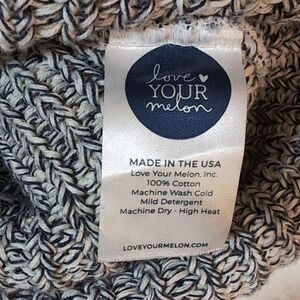 love
YOUR
melon
MADE IN THE USA
Love Your Melon, Inc.
100% Cotton
Machine Wash Cold
Mild Detergent
Machine Dry - High Heat
LOVEYOURMELON.COM